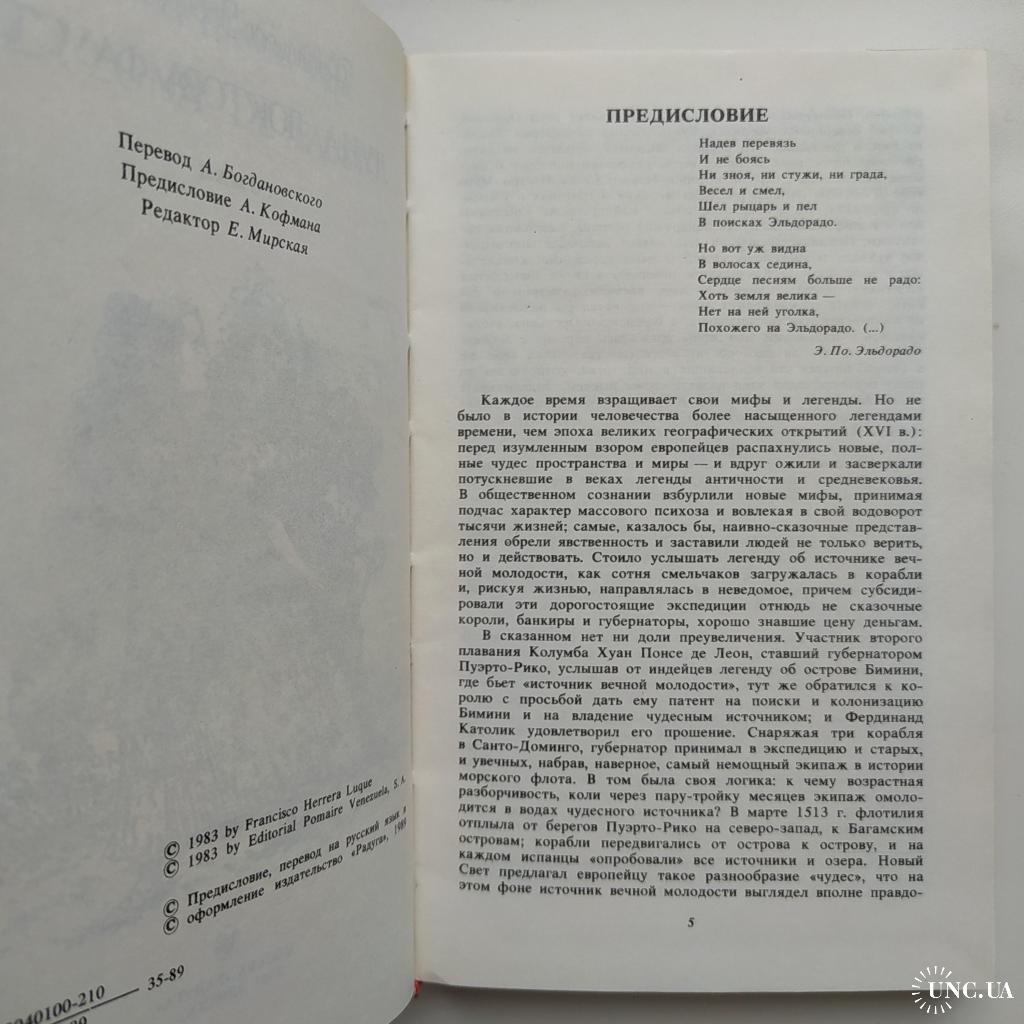 Перевод А. Богдановского
Предисловие А. Кофмана
Редактор Е. Мирская
© 1983 by Francisco Herrera Luque
© 1983 by Editorial Pomaire Venezuela, S. A.
© Предисловие, перевод на русский язык и
© оформление издательство «Радуга», 1989
040100-210
35-89
ПРЕДИСЛОВИЕ
Надев перевязь
И не боясь
Ни зноя, ни стужи, ни града,
Весел и смел,
Шел рыцарь и пел
В поисках Эльдорадо.
Но вот уж видна
В волосах седина,
Сердце песням больше не радо:
Хоть земля велика —
Нет на ней уголка,
Похожего на Эльдорадо. (...)
Э. По. Эльдорадо
Каждое время взращивает свои мифы и легенды. Но не
было в истории человечества более насыщенного легендами
времени, чем эпоха великих географических открытий (XVI в.):
перед изумленным взором европейцев распахнулись новые, пол-
ные чудес пространства и миры — и вдруг ожили и засверкали
потускневшие в веках легенды античности и средневековья.
В общественном сознании взбурлили новые мифы, принимая
подчас характер массового психоза и вовлекая в свой водоворот
тысячи жизней; самые, казалось бы, наивно-сказочные представ-
ления обрели явственность и заставили людей не только верить,
но и действовать. Стоило услышать легенду об источнике веч-
ной молодости, как сотня смельчаков загружалась в корабли
и, рискуя жизнью, направлялась в неведомое, причем субсиди-
ровали эти дорогостоящие экспедиции отнюдь не сказочные
короли, банкиры и губернаторы, хорошо знавшие цену деньгам.
В сказанном нет ни доли преувеличения. Участник второго
плавания Колумба Хуан Понсе де Леон, ставший губернатором
Пуэрто-Рико, услышав от индейцев легенду об острове Бимини,
где бьет «источник вечной молодости», тут же обратился к ко-
ролю с просьбой дать ему патент на поиски и колонизацию
Бимини и на владение чудесным источником; и Фердинанд
Католик удовлетворил его прошение. Снаряжая три корабля
в Санто-Доминго, губернатор принимал в экспедицию и старых,
и увечных, набрав, наверное, самый немощный экипаж в истории
морского флота. В том была своя логика: к чему возрастная
разборчивость, коли через пару-тройку месяцев экипаж омоло-
дится в водах чудесного источника? В марте 1513 г. флотилия
отплыла от берегов Пуэрто-Рико на северо-запад, к Багамским
островам; корабли передвигались от острова к острову, и на
каждом испанцы «опробовали» все источники и озера. Новый
Свет предлагал европейцу такое разнообразие «чудес», что на
этом фоне источник вечной молодости выглядел вполне правдо-
5
UNC.UA